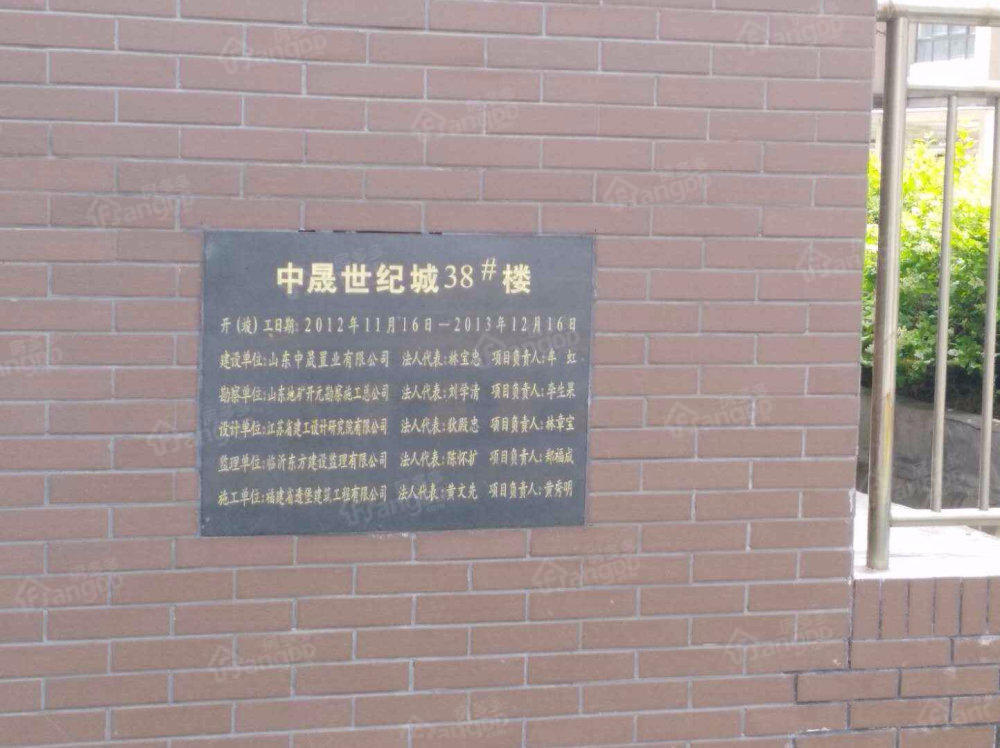 中晟世纪城38#楼
开(竣)工日期: 2012年11月16日—2013年12月16日
建设单位:山东中晟置业有限公司 法人代表:林宝忠 项目负责人:牟 虹
勘察单位:山东地矿开元勘察施工总公司 法人代表:刘学清 项目负责人:李生果
设计单位:江苏省建工设计研究院有限公司 法人代表:狄殿忠 项目负责人:林章宝
监理单位:临沂东方建设监理有限公司 法人代表:陈怀扩 项目负责人:郑福成
施工单位:福建省透堡建筑工程有限公司 法人代表:黄文先 项目负责人:黄秀明